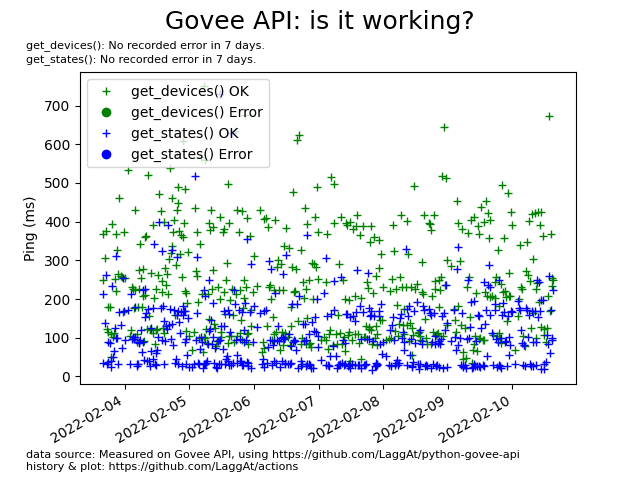 Govee API: is it working?
get_devices(): No recorded error in 7 days.
get_states(): No recorded error in 7 days.
get_devices() OK
get_devices() Error
get_states() OK
get_states() Error
Ping (ms)
700
600
500
400
300
200
100
0
2022-02-04
2022-02-05
2022-02-06
2022-02-07
2022-02-08
2022-02-09
2022-02-10
data source: Measured on Govee API, using https://github.com/LaggAt/python-govee-api
history & plot: https://github.com/LaggAt/actions